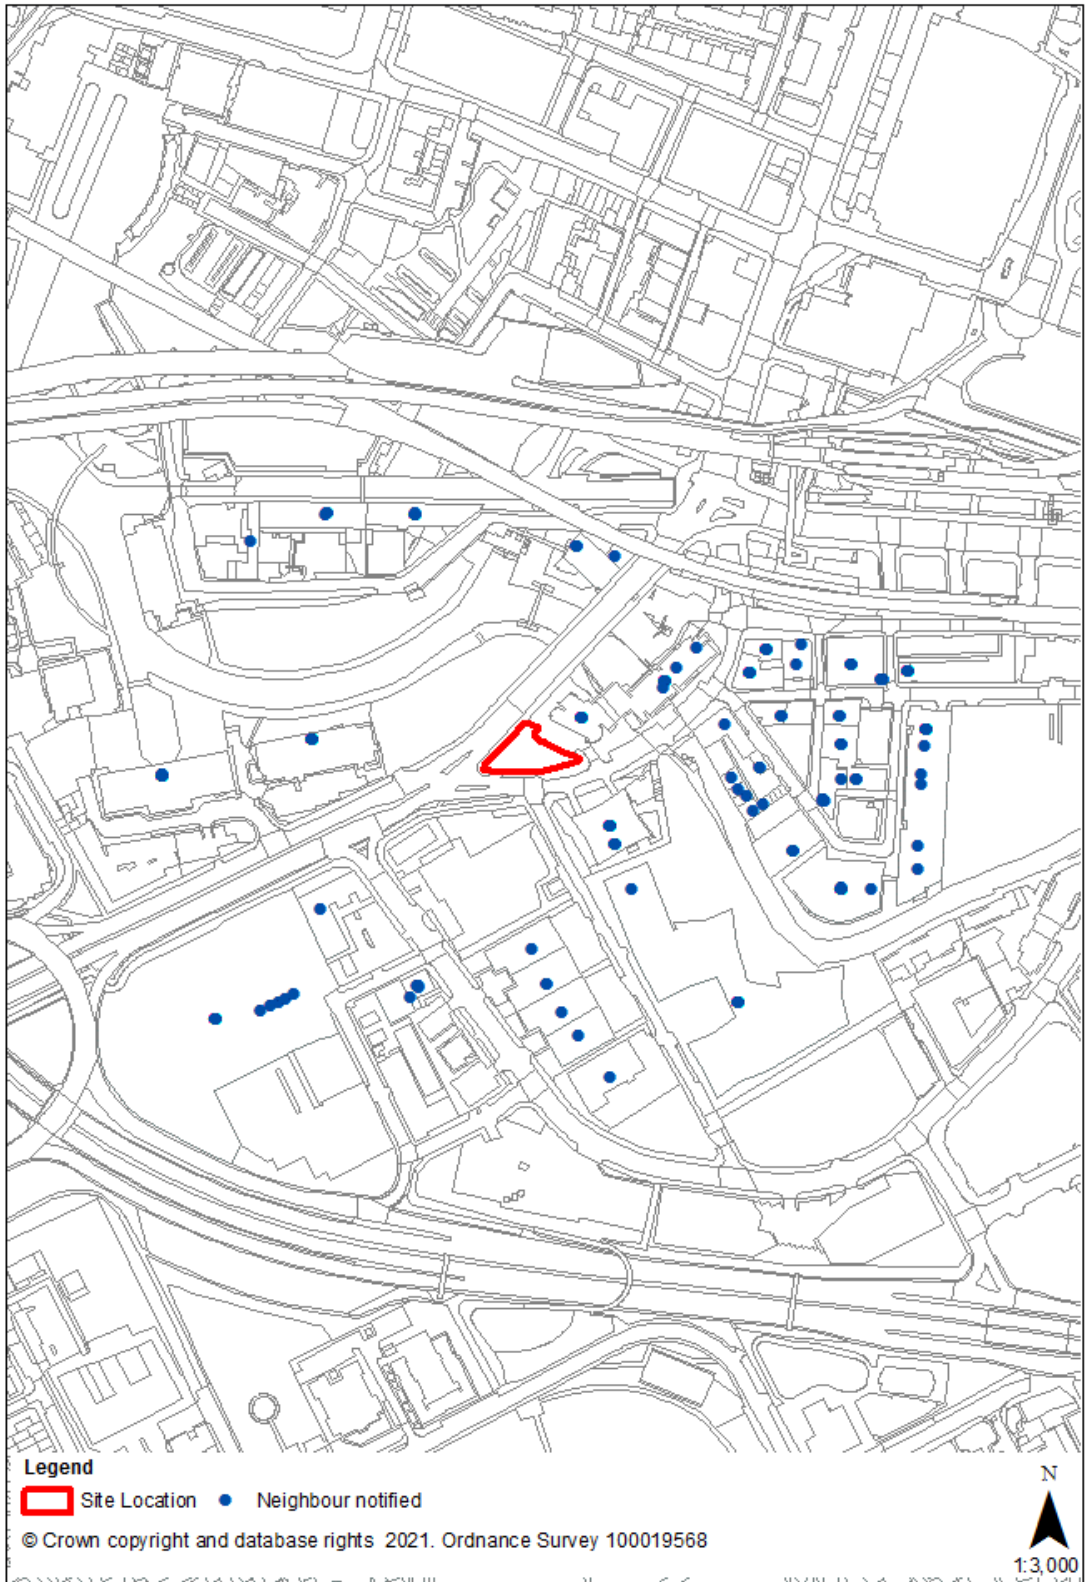 Legend
Site Location
Neighbour notified
© Crown copyright and database rights 2021. Ordnance Survey 100019568
N
1:3,000